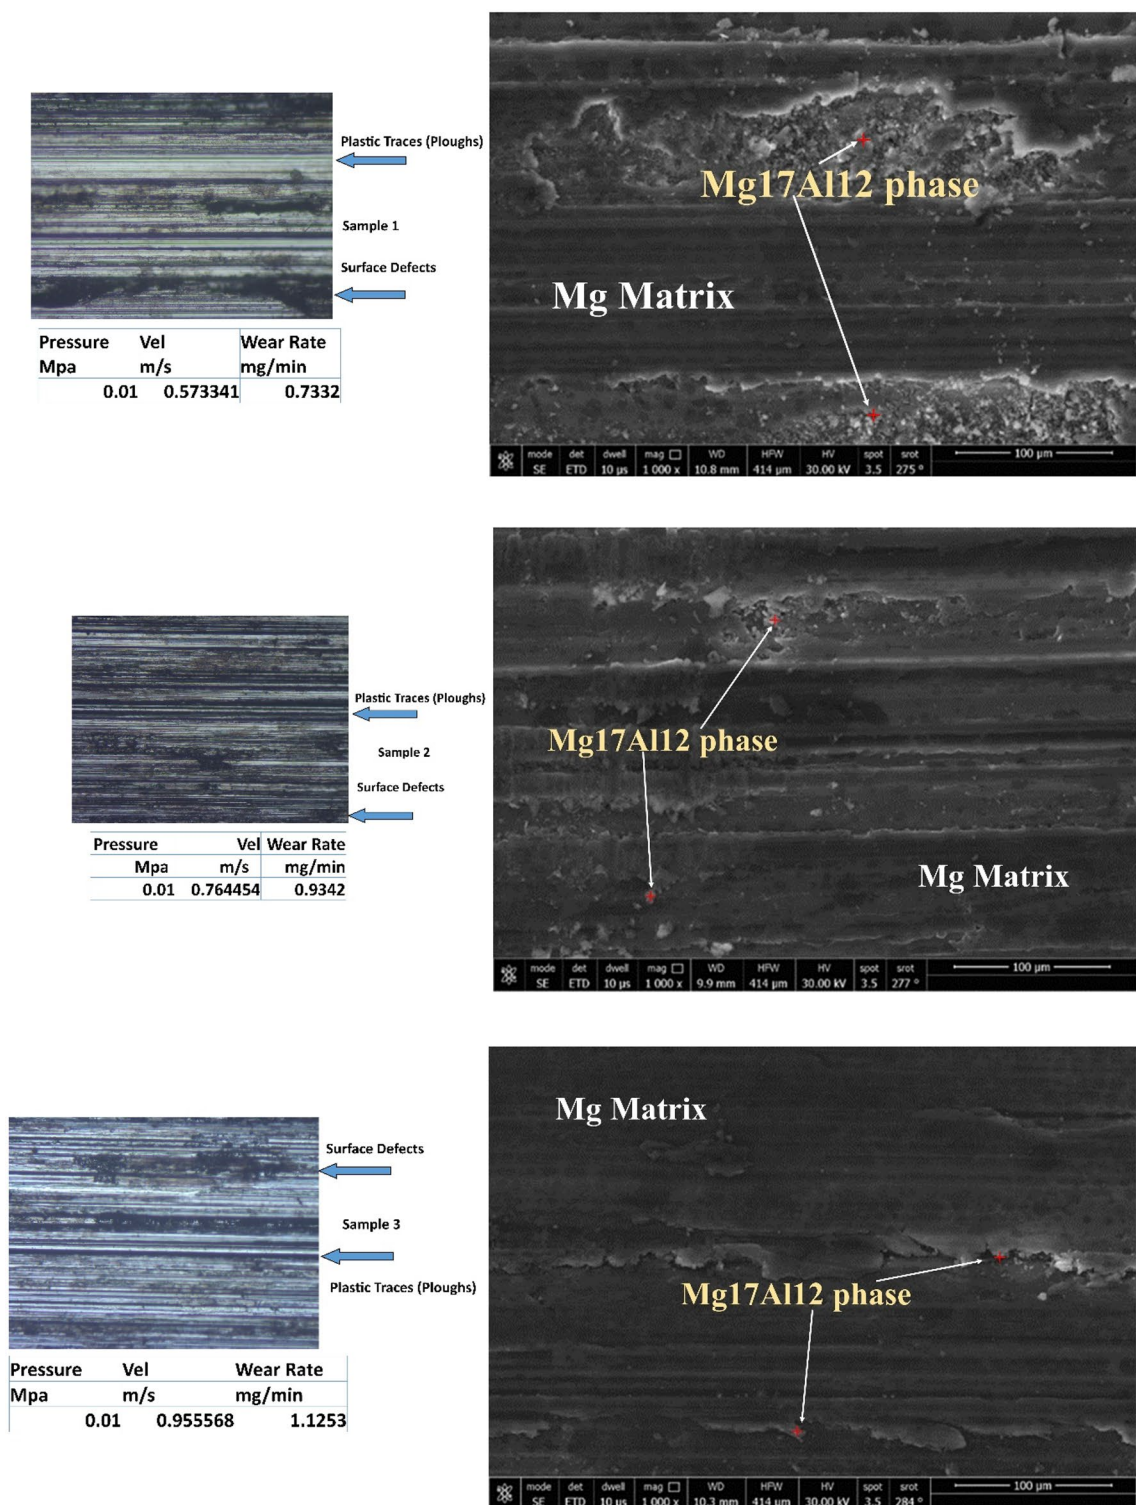 Plastic Traces (Ploughs)
Sample 1
Surface Defects
Pressure Vel Wear Rate
Mpa m/s mg/min
0.01 0.573341 0.7332
Mg17Al12 phase
Mg Matrix
mode det dwell mag WD HFW HV spot srot 100 µm
SE ETD 10 µs 1 000 x 10.8 mm 414 µm 30.00 kV 3.5 275 °
Plastic Traces (Ploughs)
Sample 2
Surface Defects
Pressure Vel Wear Rate
Mpa m/s mg/min
0.01 0.764454 0.9342
Mg17Al12 phase
Mg Matrix
mode det dwell mag WD HFW HV spot srot 100 µm
SE ETD 10 µs 1 000 x 9.9 mm 414 µm 30.00 kV 3.5 277 °
Surface Defects
Sample 3
Plastic Traces (Ploughs)
Pressure Vel Wear Rate
Mpa m/s mg/min
0.01 0.955568 1.1253
Mg Matrix
Mg17Al12 phase
mode det dwell mag WD HFW HV spot srot 100 µm
SE ETD 10 µs 1 000 x 10.3 mm 414 µm 30.00 kV 3.5 284 °